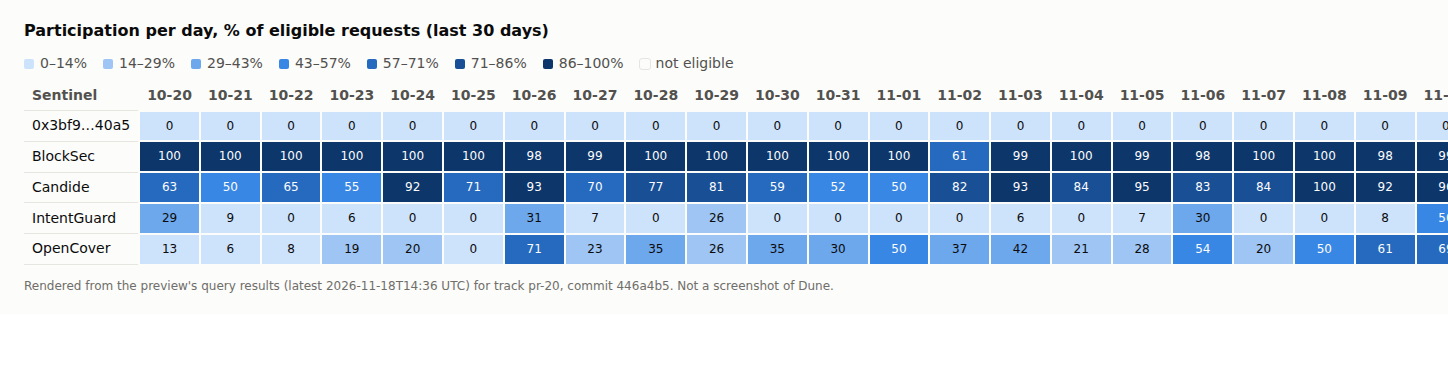 Participation per day, % of eligible requests (last 30 days)
0–14% 14–29% 29–43% 43–57% 57–71% 71–86% 86–100% not eligible
Sentinel 10-20 10-21 10-22 10-23 10-24 10-25 10-26 10-27 10-28 10-29 10-30 10-31 11-01 11-02 11-03 11-04 11-05 11-06 11-07 11-08 11-09
0x3bf9…40a5 0 0 0 0 0 0 0 0 0 0 0 0 0 0 0 0 0 0 0 0 0
BlockSec 100 100 100 100 100 100 98 99 100 100 100 100 100 61 99 100 99 98 100 100 98
Candide 63 50 65 55 92 71 93 70 77 81 59 52 50 82 93 84 95 83 84 100 92
IntentGuard 29 9 0 6 0 0 31 7 0 26 0 0 0 0 6 0 7 30 0 0 8
OpenCover 13 6 8 19 20 0 71 23 35 26 35 30 50 37 42 21 28 54 20 50 61
Rendered from the preview's query results (latest 2026-11-18T14:36 UTC) for track pr-20, commit 446a4b5. Not a screenshot of Dune.